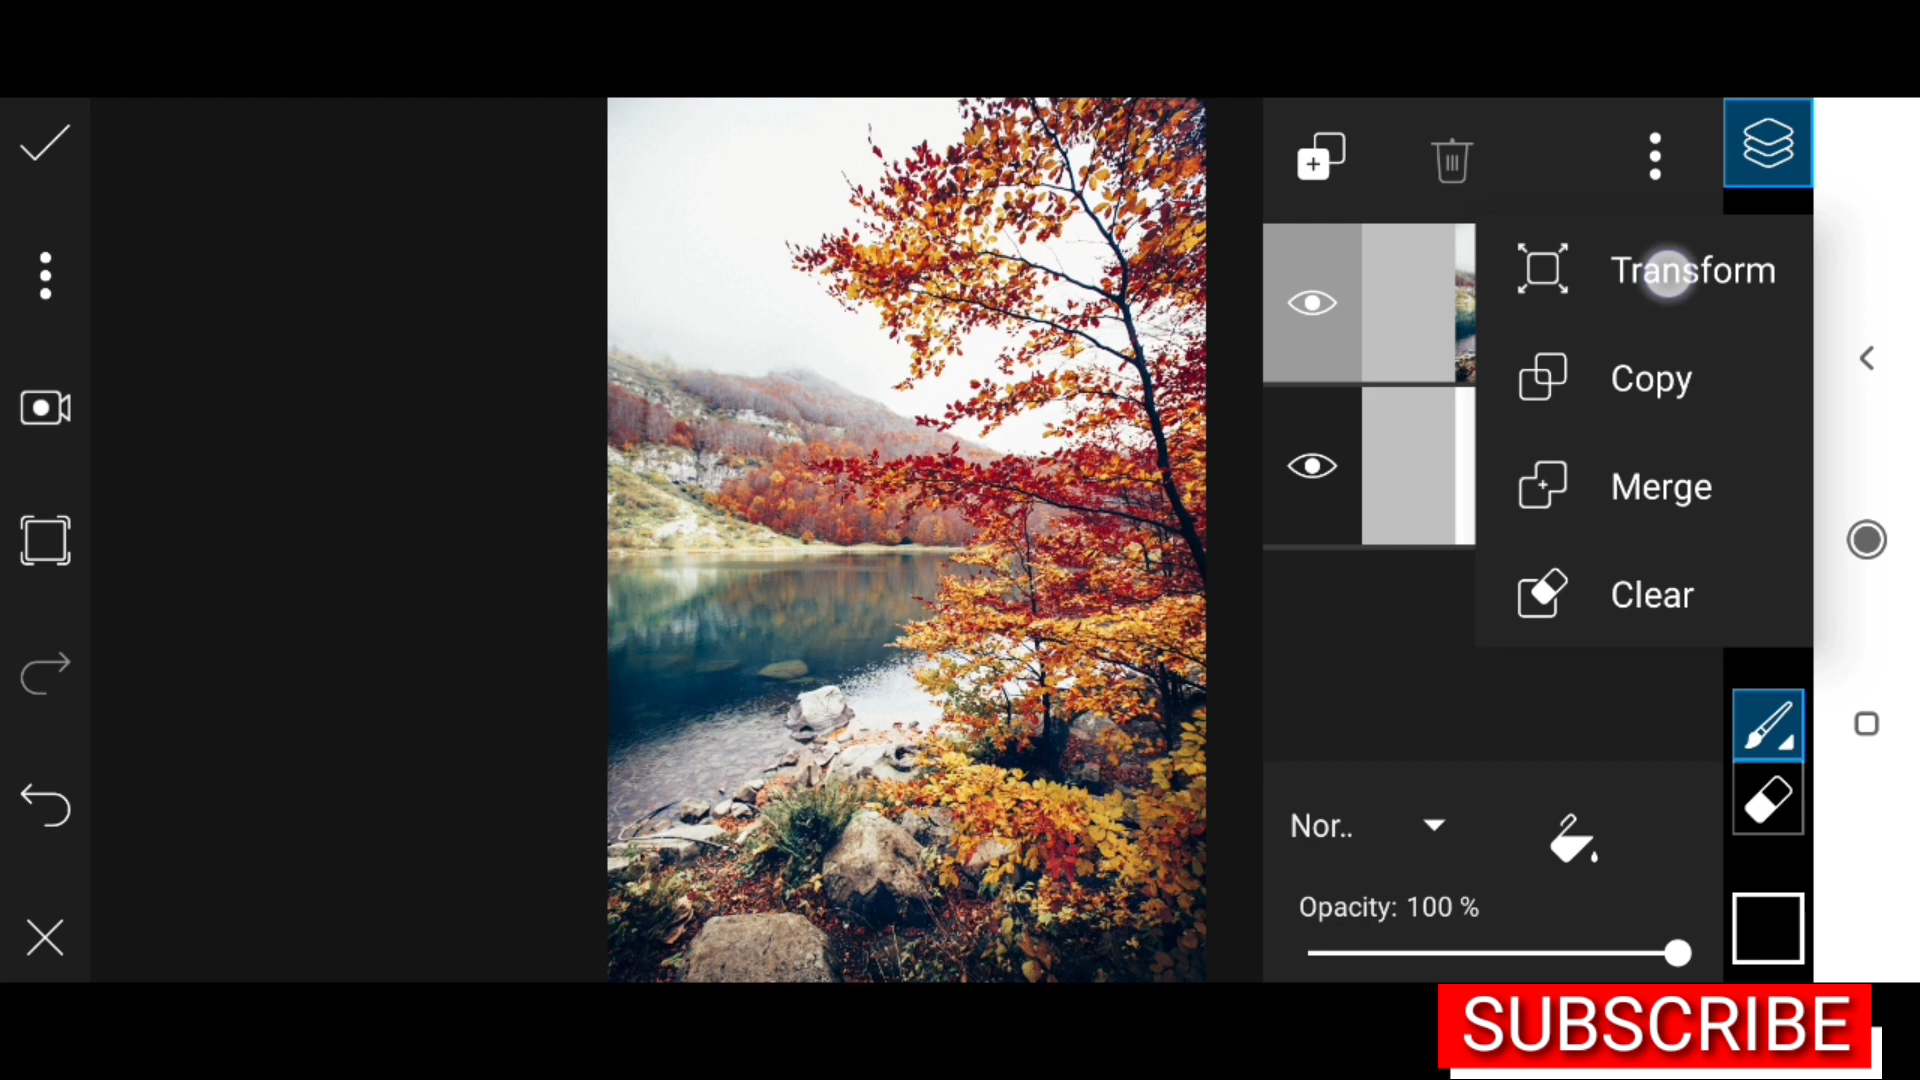 Transform
Copy
Merge
Clear
Nor..
Opacity: 100 %
SUBSCRIBE